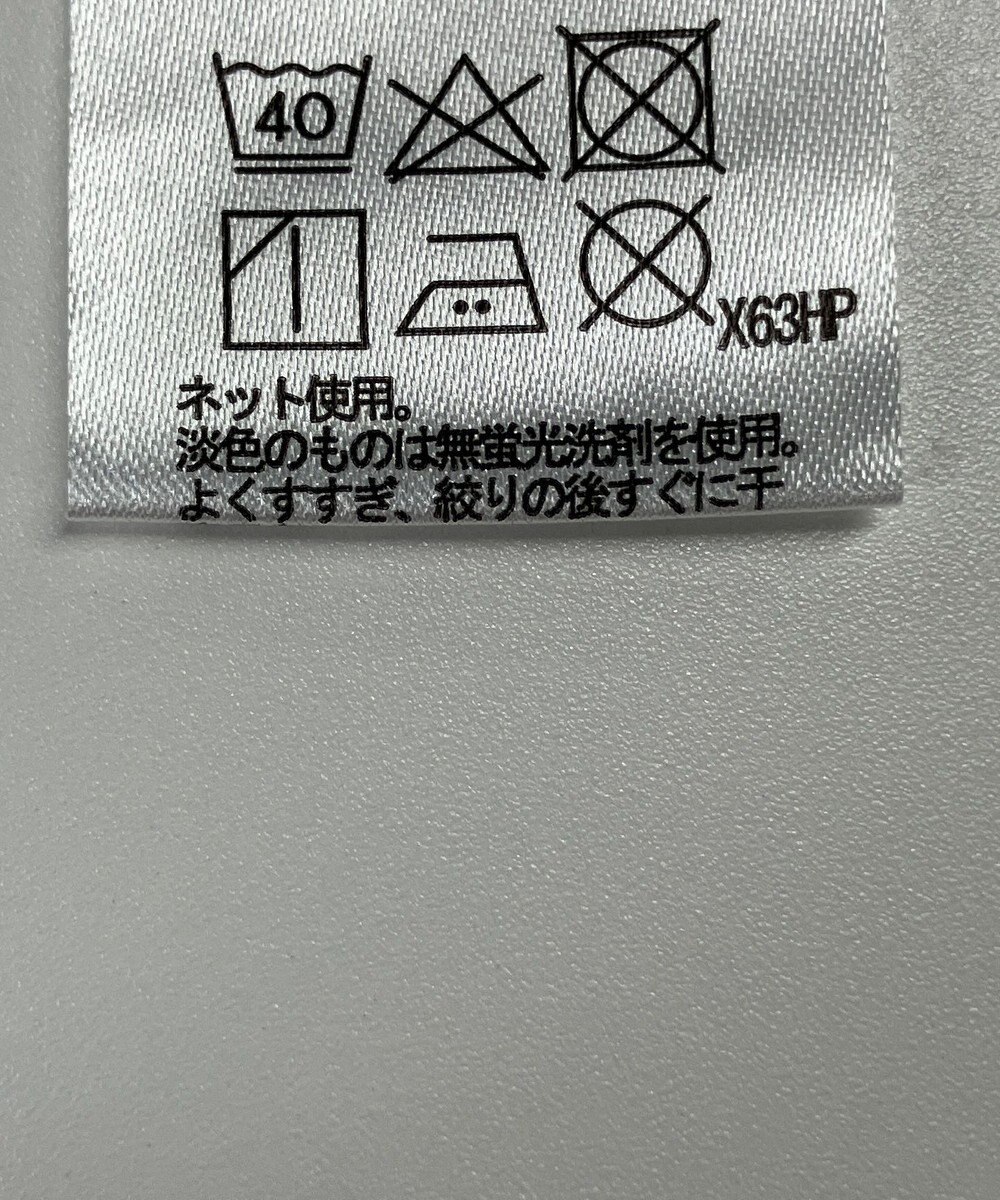 40
X63HP
ネット使用。
淡色のものは無蛍光洗剤を使用。
よくすすぎ、絞りの後すぐに干